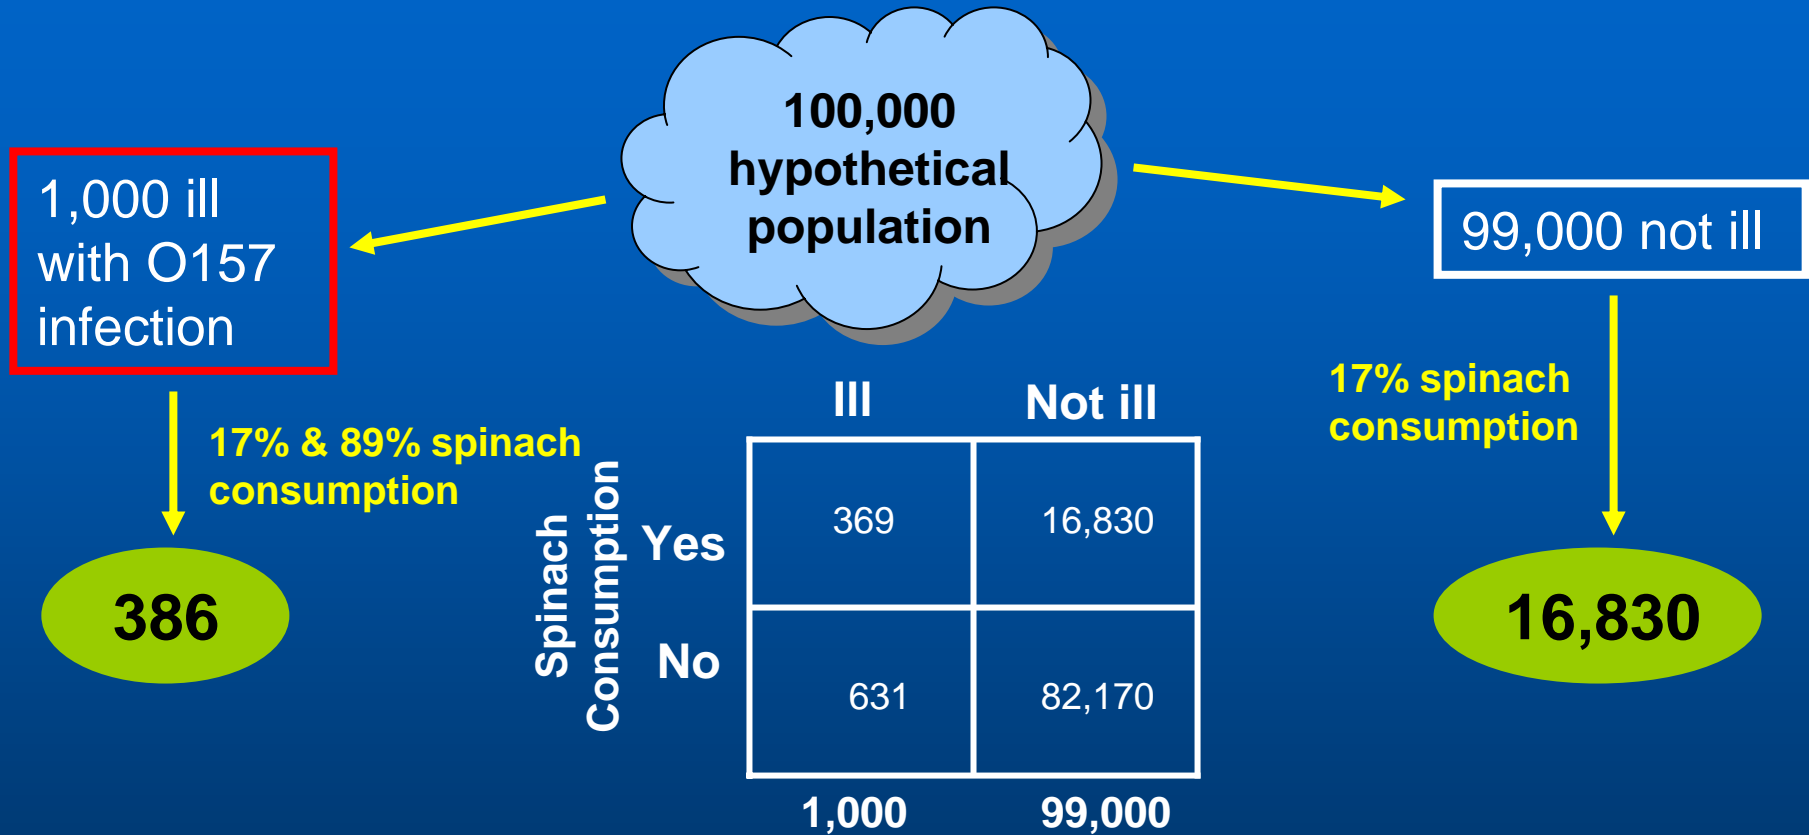 100,000
hypothetical
population
1,000 ill
with O157
infection
99,000 not ill
17% & 89% spinach
consumption
17% spinach
consumption
386
16,830
Ill
Not ill
Spinach
Consumption
Yes
369
16,830
No
631
82,170
1,000
99,000